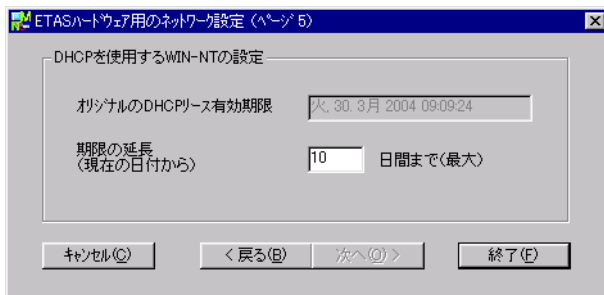 ETASﾊｰﾄﾞｳｪｱ用のﾈｯﾄﾜｰｸ設定 (ﾍﾟｰｼﾞ 5)
DHCPを使用するWIN-NTの設定
ｵﾘｼﾞﾅﾙのDHCPﾘｰｽ有効期限
火, 30. 3月 2004 09:09:24
期限の延長
(現在の日付から)
10
日間まで(最大)
ｷｬﾝｾﾙ(C)
< 戻る(B)
次へ(O) >
終了(F)